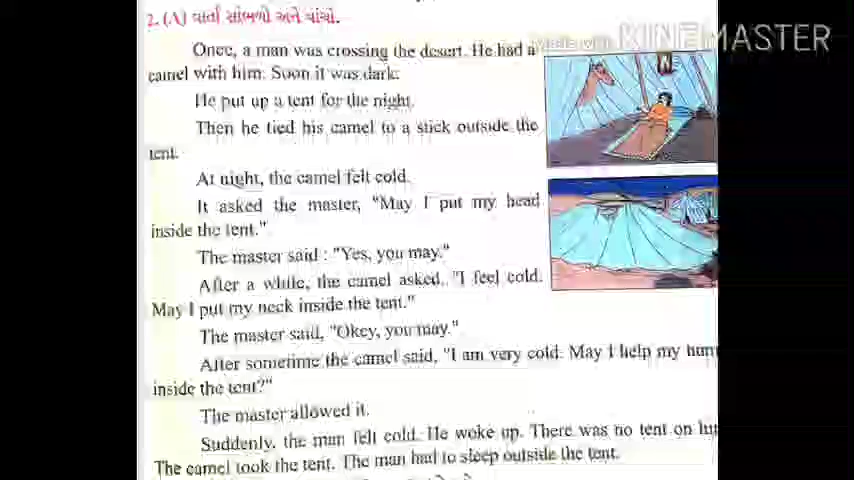 2. (A) વાર્તા સાંભળો અને વાંચો.
Made with KINEMASTER
Once, a man was crossing the desert. He had a
camel with him. Soon it was dark.
He put up a tent for the night.
Then he tied his camel to a stick outside the
tent.
At night, the camel felt cold.
It asked the master, "May I put my head
inside the tent."
The master said : "Yes, you may."
After a while, the camel asked, "I feel cold.
May I put my neck inside the tent."
The master said, "Okey, you may."
After sometime the camel said, "I am very cold. May I help my hum
inside the tent?"
The master allowed it.
Suddenly, the man felt cold. He woke up. There was no tent on
The camel took the tent. The man had to sleep outside the tent.